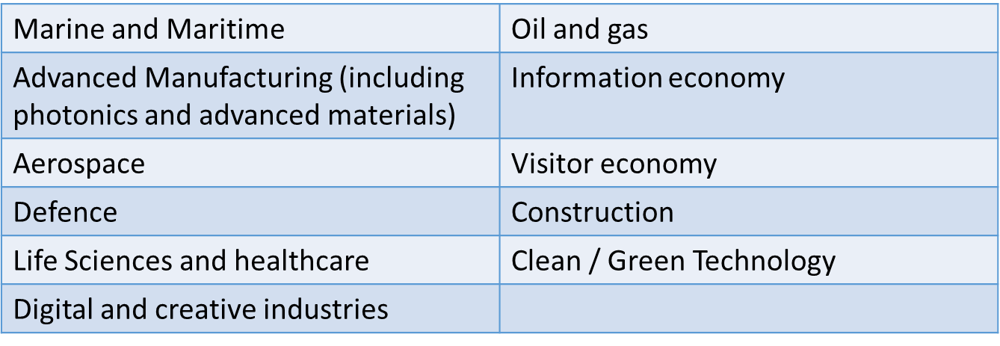 Marine and Maritime
Oil and gas
Advanced Manufacturing (including
photonics and advanced materials)
Information economy
Aerospace
Visitor economy
Defence
Construction
Life Sciences and healthcare
Clean / Green Technology
Digital and creative industries